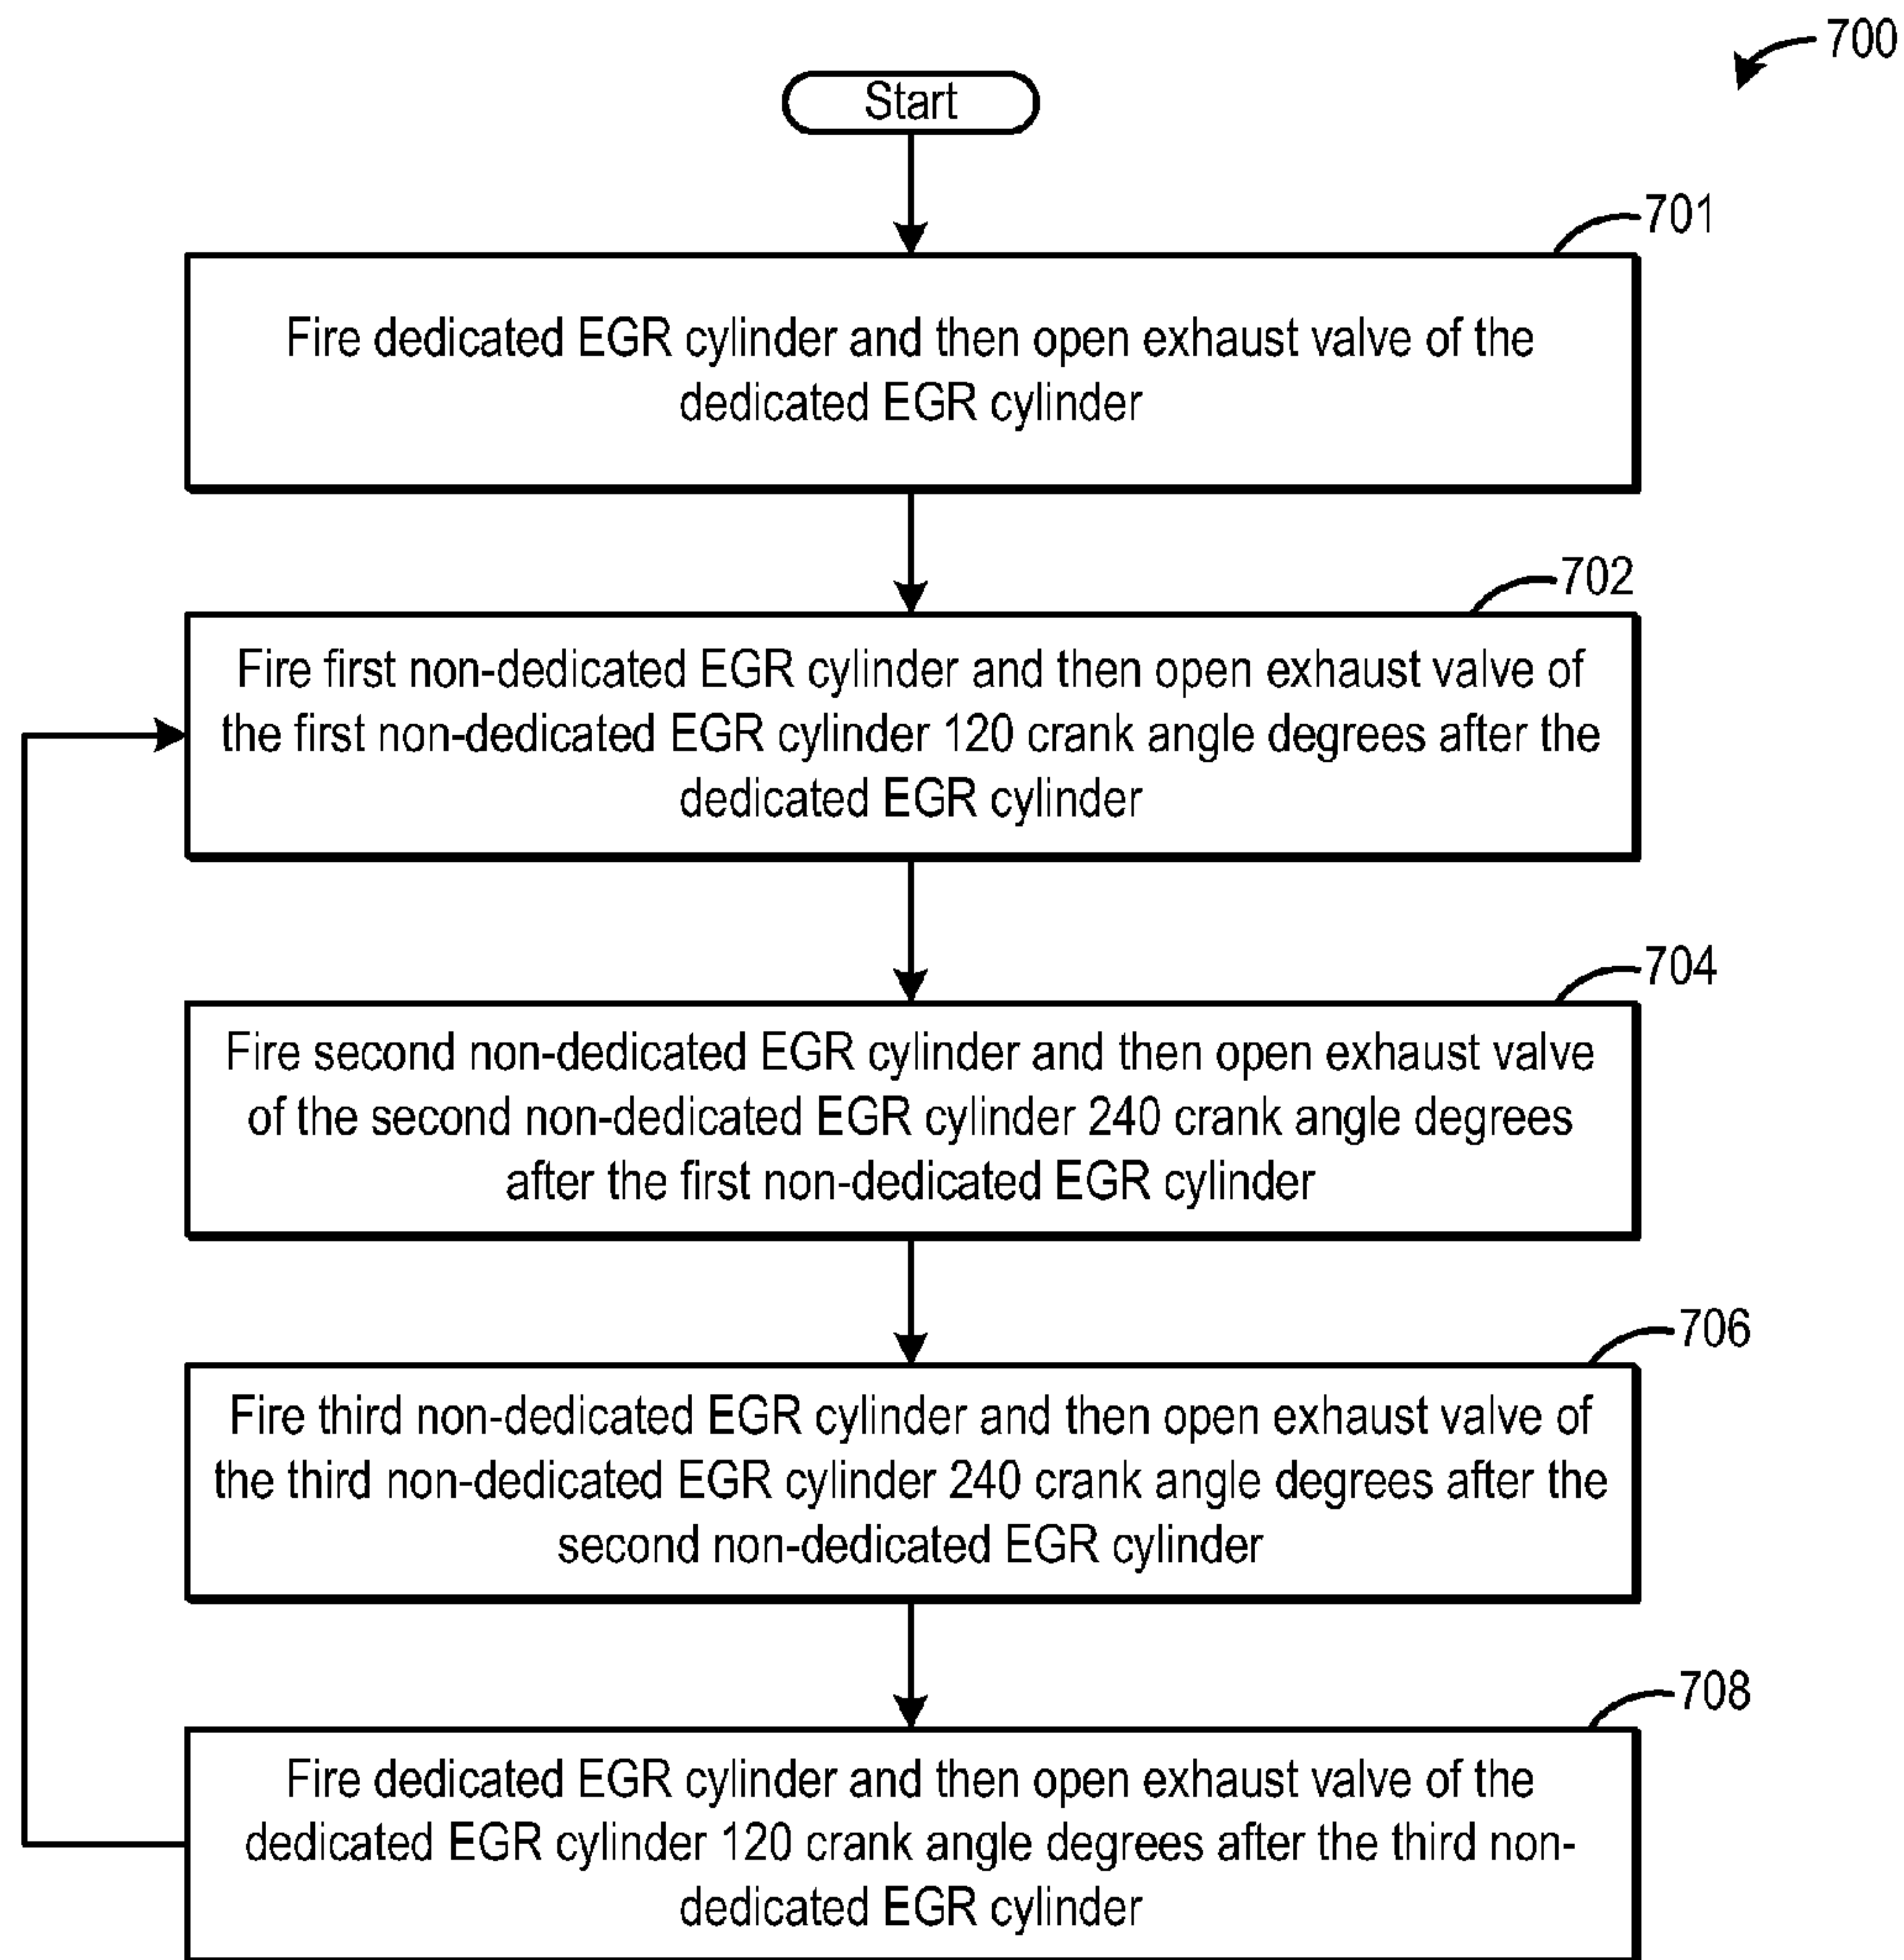 700
Start
701
Fire dedicated EGR cylinder and then open exhaust valve of the
dedicated EGR cylinder
702
Fire first non-dedicated EGR cylinder and then open exhaust valve of
the first non-dedicated EGR cylinder 120 crank angle degrees after the
dedicated EGR cylinder
704
Fire second non-dedicated EGR cylinder and then open exhaust valve
of the second non-dedicated EGR cylinder 240 crank angle degrees
after the first non-dedicated EGR cylinder
706
Fire third non-dedicated EGR cylinder and then open exhaust valve of
the third non-dedicated EGR cylinder 240 crank angle degrees after the
second non-dedicated EGR cylinder
708
Fire dedicated EGR cylinder and then open exhaust valve of the
dedicated EGR cylinder 120 crank angle degrees after the third non-
dedicated EGR cylinder